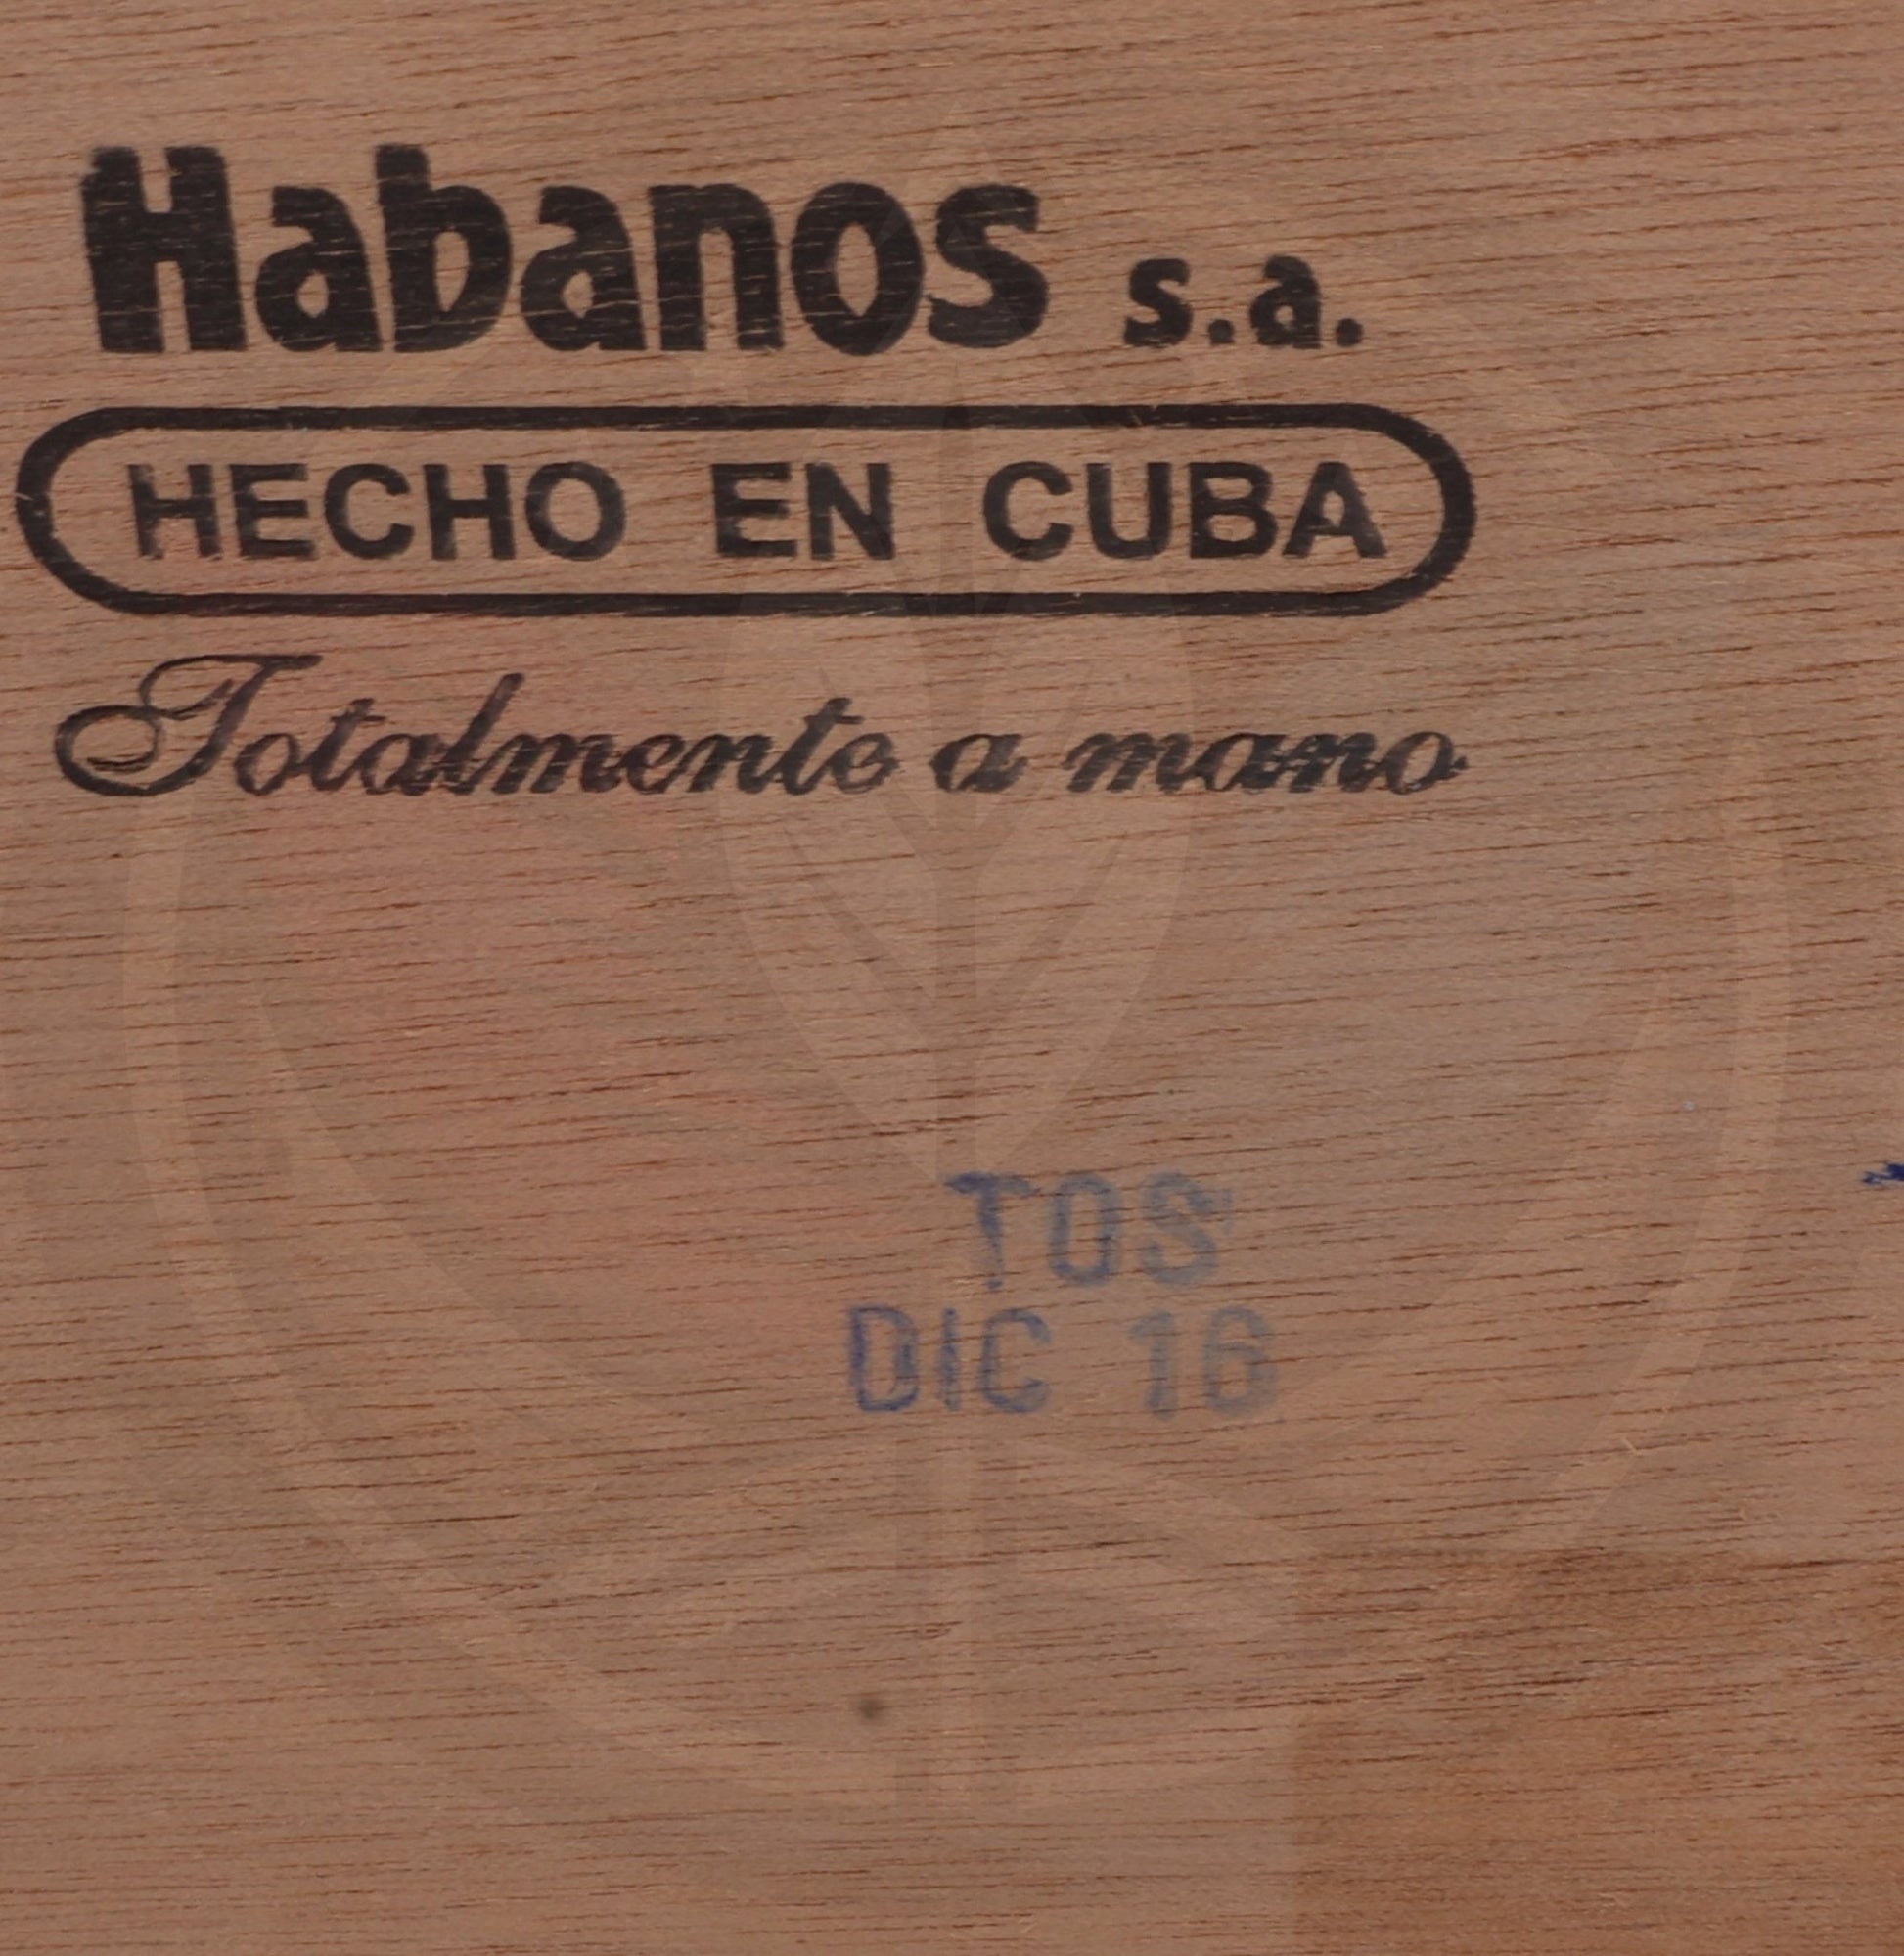 Habanos s.a.
HECHO EN CUBA
Totalmente a mano
TOS
DIC 16